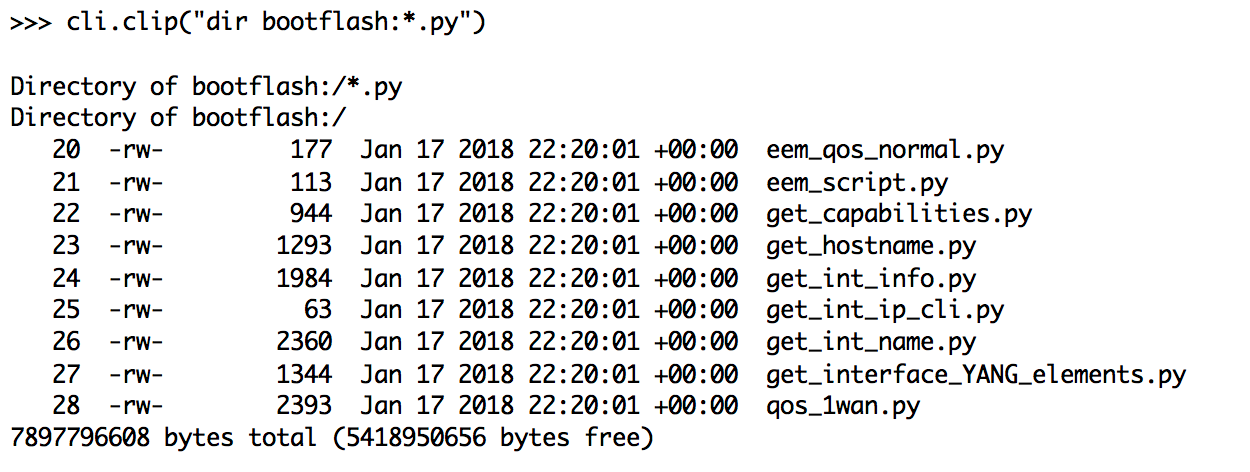 >>> cli.clip("dir bootflash:*.py")
Directory of bootflash:/*.py
Directory of bootflash:/
20 -rw- 177 Jan 17 2018 22:20:01 +00:00 eem_qos_normal.py
21 -rw- 113 Jan 17 2018 22:20:01 +00:00 eem_script.py
22 -rw- 944 Jan 17 2018 22:20:01 +00:00 get_capabilities.py
23 -rw- 1293 Jan 17 2018 22:20:01 +00:00 get_hostname.py
24 -rw- 1984 Jan 17 2018 22:20:01 +00:00 get_int_info.py
25 -rw- 63 Jan 17 2018 22:20:01 +00:00 get_int_ip_cli.py
26 -rw- 2360 Jan 17 2018 22:20:01 +00:00 get_int_name.py
27 -rw- 1344 Jan 17 2018 22:20:01 +00:00 get_interface_YANG_elements.py
28 -rw- 2393 Jan 17 2018 22:20:01 +00:00 qos_1wan.py
7897796608 bytes total (5418950656 bytes free)